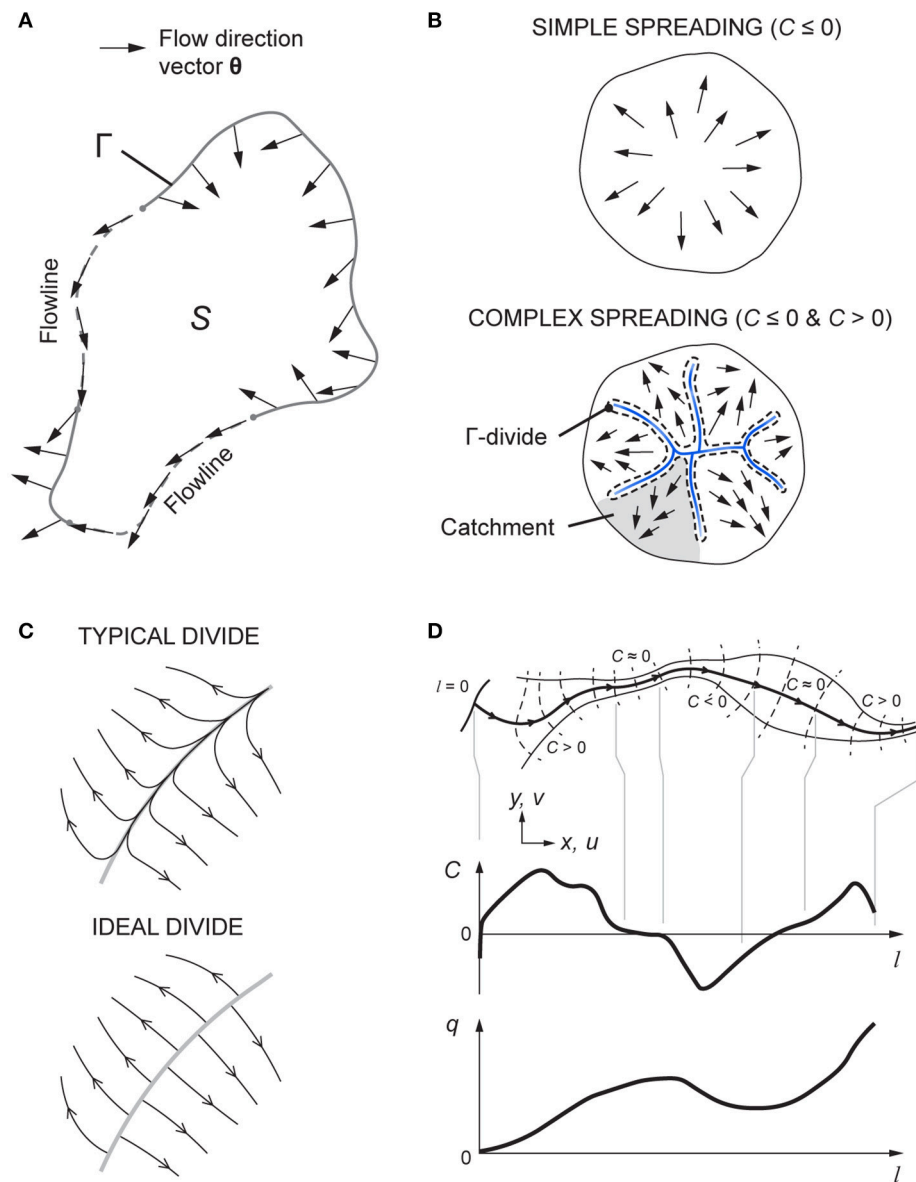 A
Flow direction
vector θ
Γ
Flowline
S
Flowline
B
SIMPLE SPREADING (C ≤ 0)
COMPLEX SPREADING (C ≤ 0 & C > 0)
Γ-divide
Catchment
C
TYPICAL DIVIDE
IDEAL DIVIDE
D
l = 0
C > 0
C ≈ 0
C < 0
C ≈ 0
C > 0
y, v
x, u
C
0
l
q
0
l